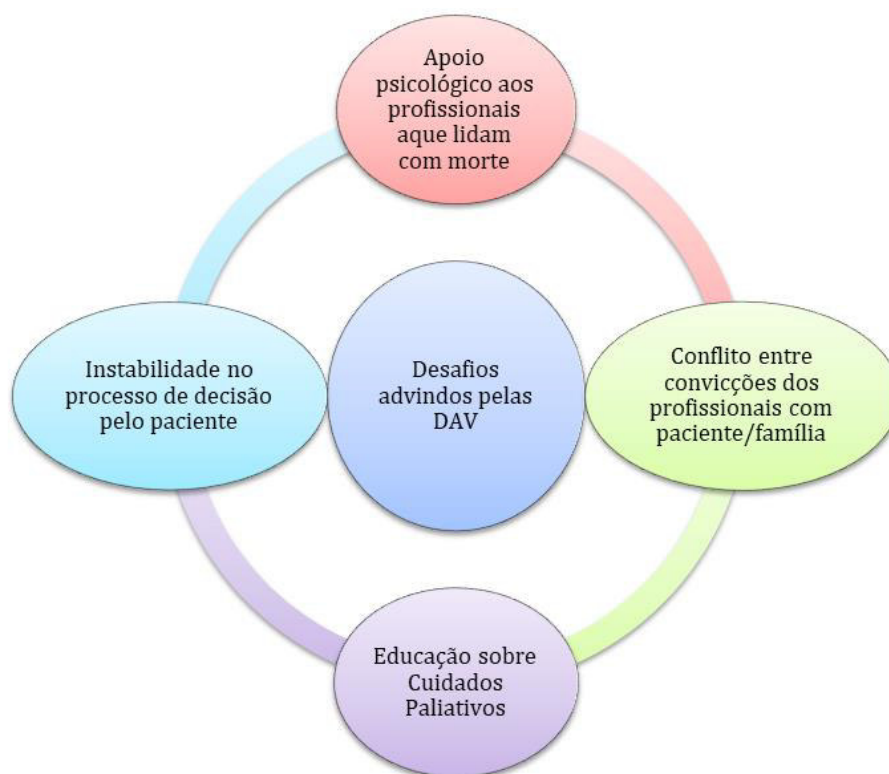 Apoio
psicológico aos
profissionais
aque lidam
com morte
Instabilidade no
processo de decisão
pelo paciente
Desafios
advindos pelas
DAV
Conflito entre
convicções dos
profissionais com
paciente/família
Educação sobre
Cuidados
Paliativos